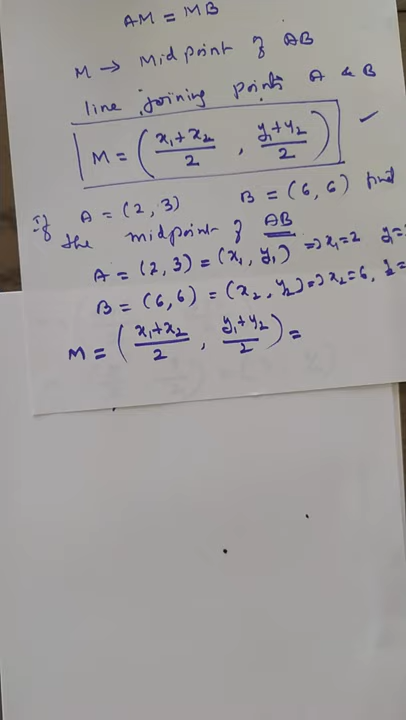 AM = MB
M → Midpoint of AB
line joining points A & B
M = (x₁+x₂/2 , y₁+y₂/2) ✓
If A = (2, 3) B = (6, 6) find
the midpoint of AB
A = (2, 3) = (x₁, y₁) ⇒ x₁=2 y=
B = (6, 6) = (x₂, y₂) ⇒ x₂=6,
M = (x₁+x₂/2 , y₁+y₂/2) =